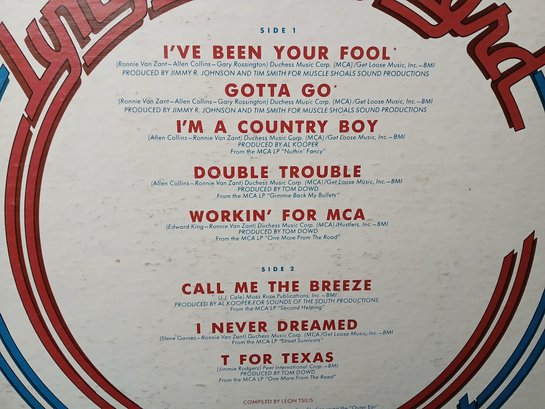 Lynyrd
SIDE 1
I'VE BEEN YOUR FOOL*
(Ronnie Van Zant–Allen Collins–Gary Rossington) Duchess Music Corp. (MCA)/Get Loose Music, Inc.–BMI
PRODUCED BY JIMMY R. JOHNSON AND TIM SMITH FOR MUSCLE SHOALS SOUND PRODUCTIONS
GOTTA GO*
(Ronnie Van Zant–Allen Collins–Gary Rossington) Duchess Music Corp. (MCA)/Get Loose Music, Inc.–BMI
PRODUCED BY JIMMY R. JOHNSON AND TIM SMITH FOR MUSCLE SHOALS SOUND PRODUCTIONS
I'M A COUNTRY BOY
(Allen Collins–Ronnie Van Zant) Duchess Music Corp. (MCA)/Get Loose Music, Inc.–BMI
PRODUCED BY AL KOOPER
From the MCA LP "Nuthin' Fancy"
DOUBLE TROUBLE
(Allen Collins–Ronnie Van Zant) Duchess Music Corp. (MCA)/Get Loose Music, Inc.–BMI
PRODUCED BY TOM DOWD
From the MCA LP "Gimmie Back My Bullets"
WORKIN' FOR MCA
(Edward King–Ronnie Van Zant) Duchess Music Corp. (MCA)/Hustlers, Inc.–BMI
PRODUCED BY TOM DOWD
From the MCA LP "One More From The Road"
SIDE 2
CALL ME THE BREEZE
(J.J. Cale) Moss Rose Publications, Inc.–BMI
PRODUCED BY AL KOOPER FOR SOUNDS OF THE SOUTH PRODUCTIONS
From the MCA LP "Second Helping"
I NEVER DREAMED
(Steve Gaines–Ronnie Van Zant) Duchess Music Corp. (MCA)/Get Loose Music, Inc.–BMI
From the MCA LP "Street Survivors"
T FOR TEXAS
(Jimmie Rodgers) Peer International Corp.–BMI
PRODUCED BY TOM DOWD
From the MCA LP "One More From The Road"
COMPILED BY LEON TSILIS
"Outer Ear"